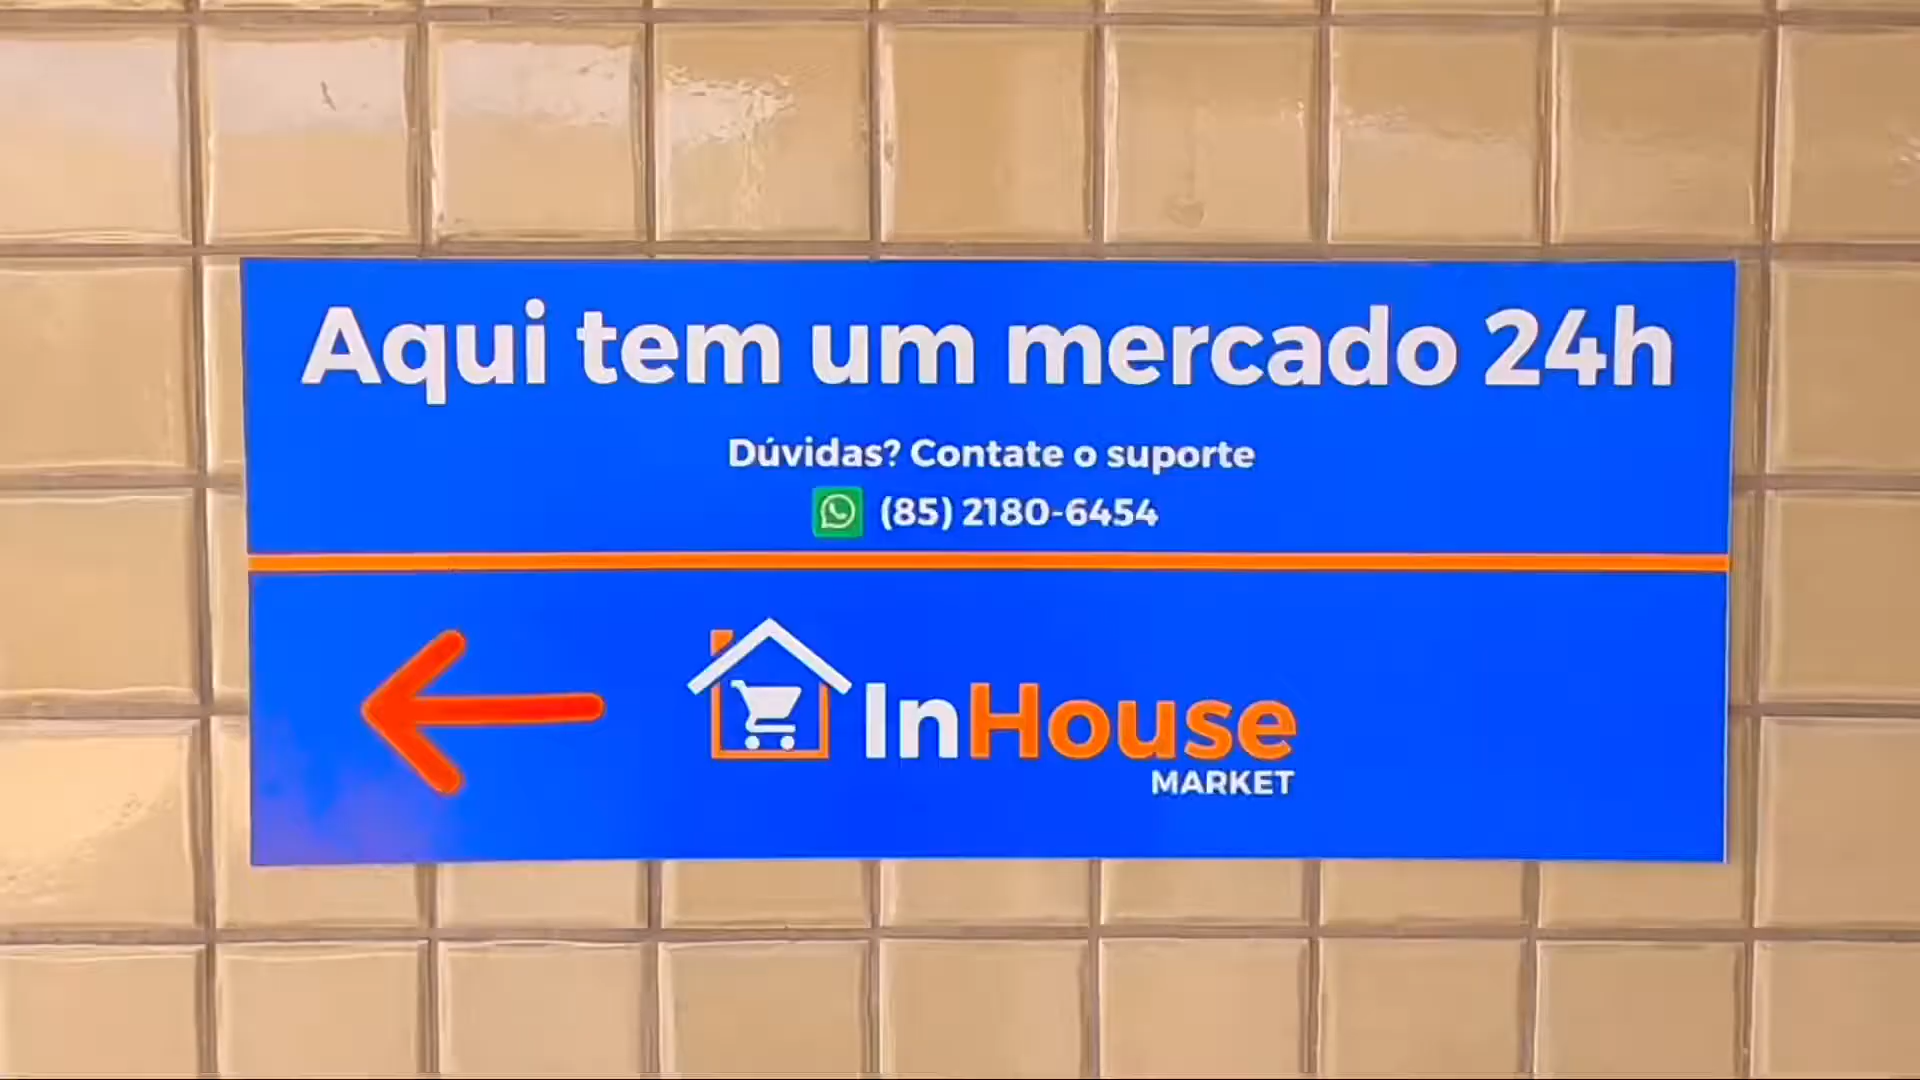 Aqui tem um mercado 24h
Dúvidas? Contate o suporte
(85) 2180-6454
InHouse
MARKET